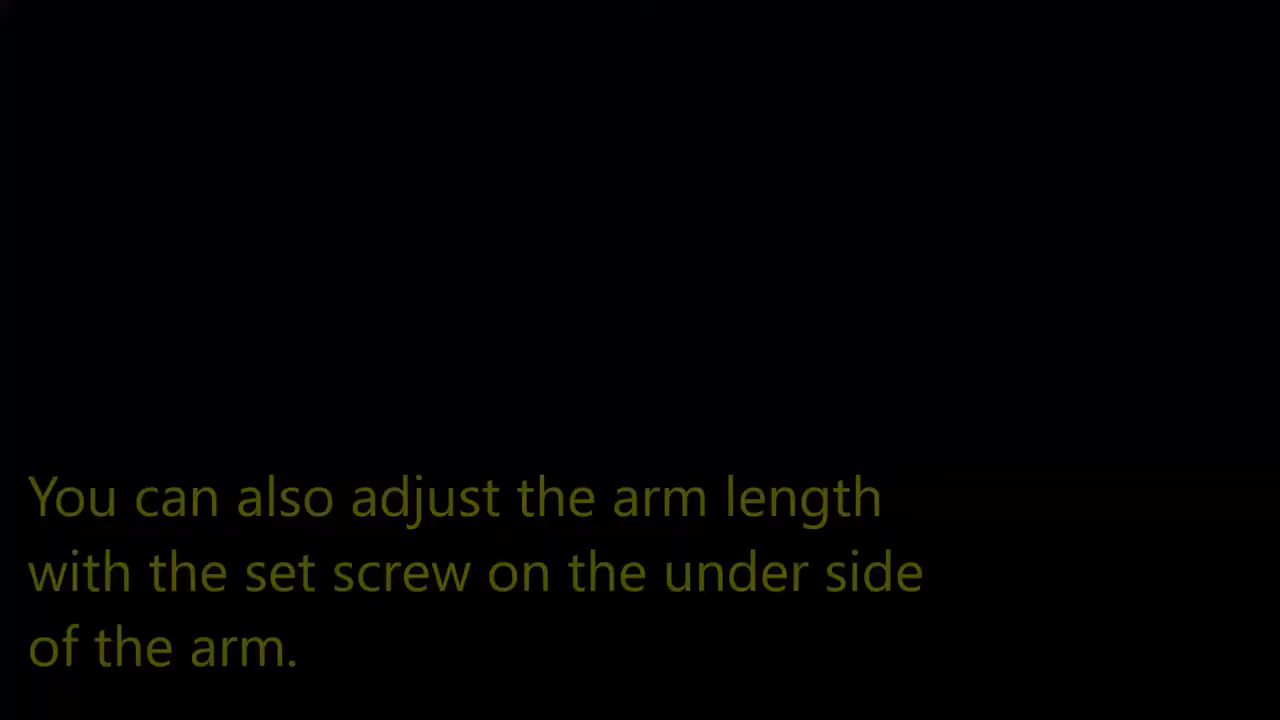 You can also adjust the arm length
with the set screw on the under side
of the arm.